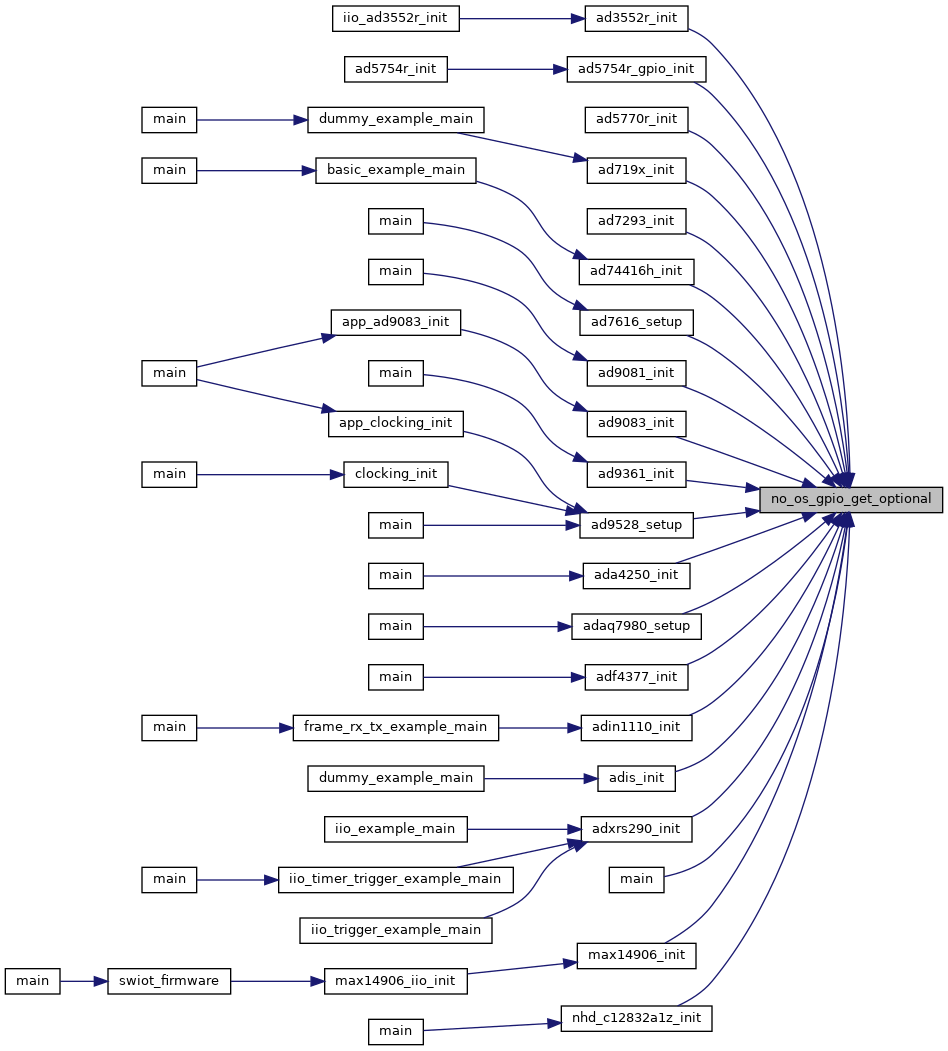 iio_ad3552r_init
ad3552r_init
ad5754r_init
ad5754r_gpio_init
main
dummy_example_main
ad5770r_init
main
basic_example_main
ad719x_init
main
ad7293_init
main
ad74416h_init
app_ad9083_init
ad7616_setup
main
main
ad9081_init
app_clocking_init
ad9083_init
main
clocking_init
ad9361_init
no_os_gpio_get_optional
main
ad9528_setup
main
ada4250_init
main
adaq7980_setup
main
adf4377_init
main
frame_rx_tx_example_main
adin1110_init
dummy_example_main
adis_init
iio_example_main
adxrs290_init
main
iio_timer_trigger_example_main
main
iio_trigger_example_main
max14906_init
main
swiot_firmware
max14906_iio_init
nhd_c12832a1z_init
main